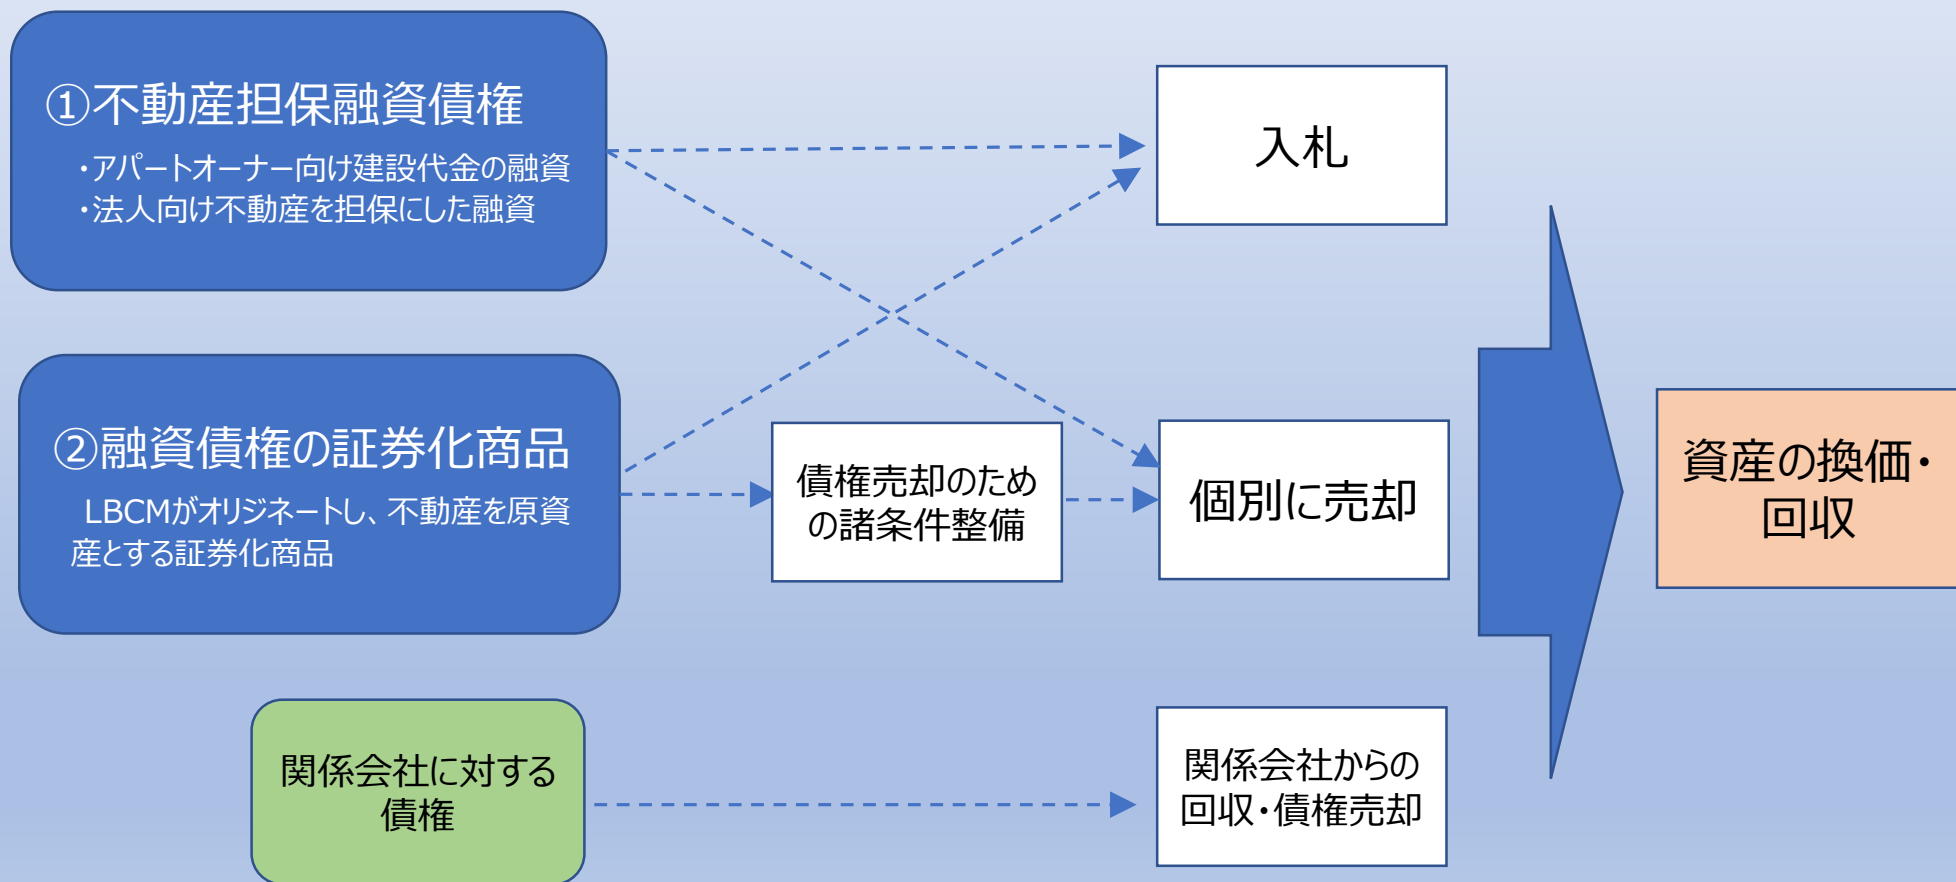 ①不動産担保融資債権
・アパートオーナー向け建設代金の融資
・法人向け不動産を担保にした融資
入札
②融資債権の証券化商品
LBCMがオリジネートし、不動産を原資
産とする証券化商品
債権売却のため
の諸条件整備
個別に売却
資産の換価・
回収
関係会社に対する
債権
関係会社からの
回収・債権売却